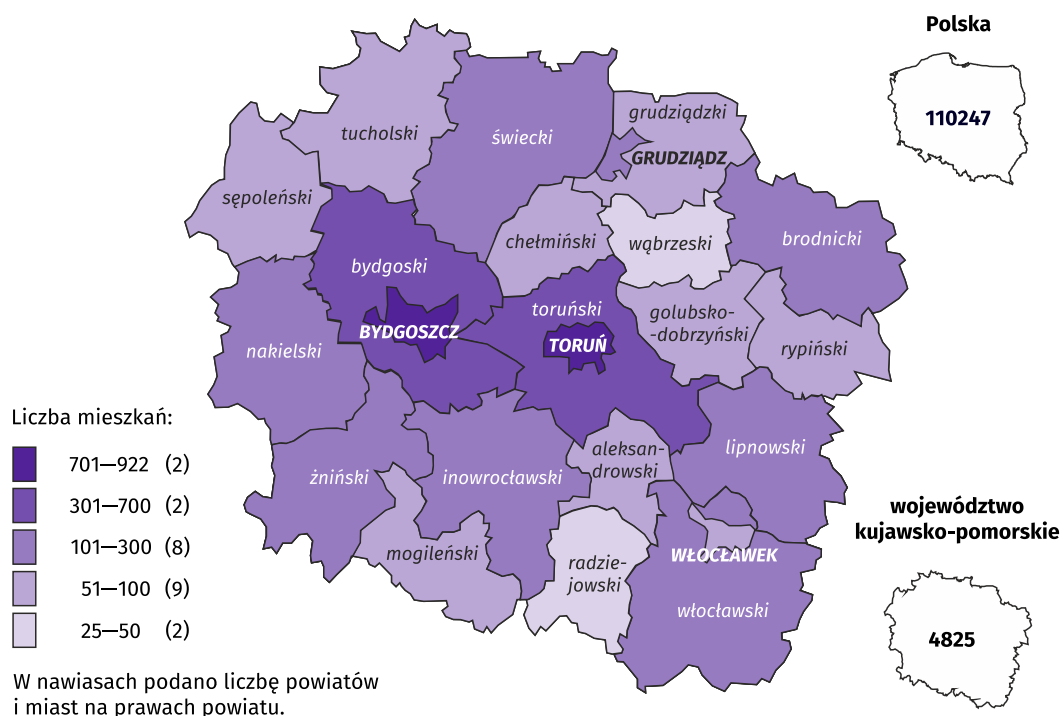 Polska
110247
grudziądzki
tucholski
świecki
GRUDZIĄDZ
sępoleński
chełmiński
wąbrzeski
brodnicki
bydgoski
toruński
golubsko-
-dobrzyński
BYDGOSZCZ
TORUŃ
nakielski
rypiński
Liczba mieszkań:
701—922 (2)
301—700 (2)
101—300 (8)
51—100 (9)
25—50 (2)
aleksan-
drowski
lipnowski
żniński
inowrocławski
mogileński
radzie-
jowski
WŁOCŁAWEK
włocławski
województwo
kujawsko-pomorskie
4825
W nawiasach podano liczbę powiatów
i miast na prawach powiatu.